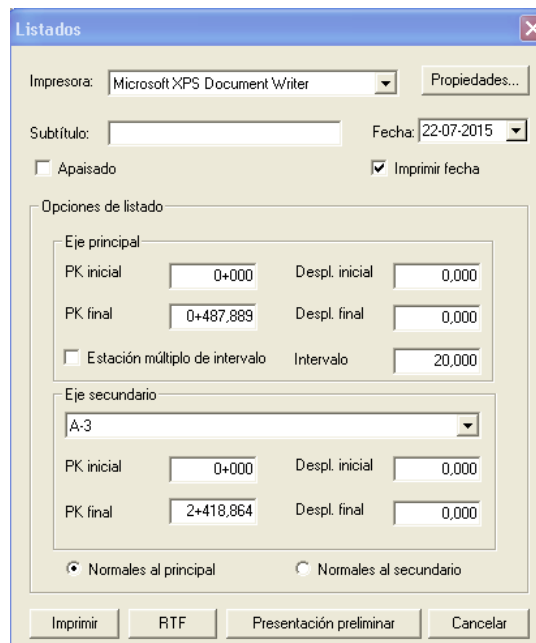 Listados
Impresora: Microsoft XPS Document Writer Propiedades...
Subtítulo: Fecha: 22-07-2015
Apaisado Imprimir fecha
Opciones de listado
Eje principal
PK inicial 0+000 Despl. inicial 0,000
PK final 0+487,889 Despl. final 0,000
Estación múltiplo de intervalo Intervalo 20,000
Eje secundario
A-3
PK inicial 0+000 Despl. inicial 0,000
PK final 2+418,864 Despl. final 0,000
Normales al principal Normales al secundario
Imprimir RTF Presentación preliminar Cancelar